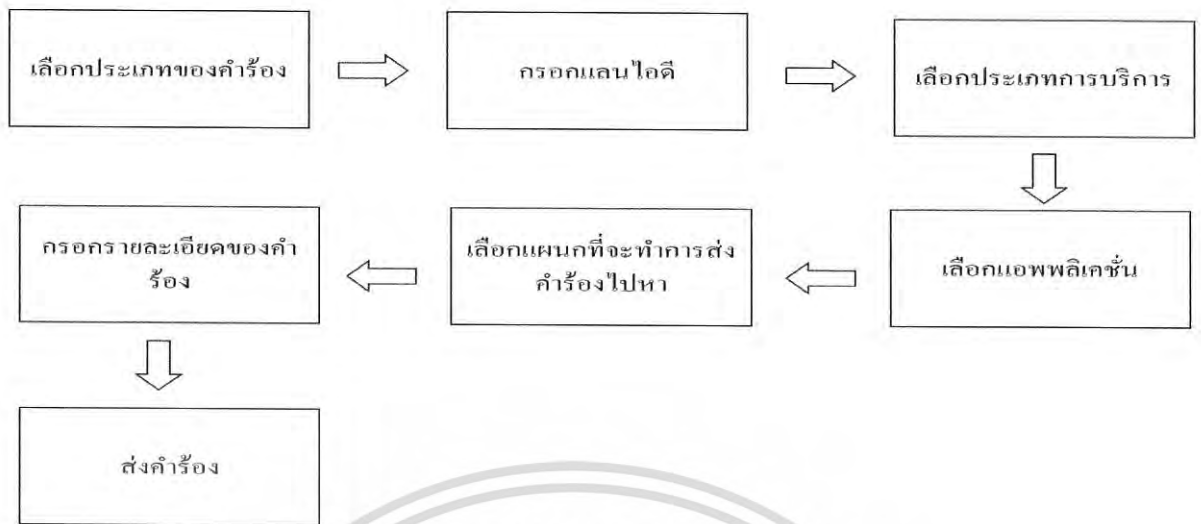 เลือกประเภทของคำร้อง
กรอกแลนไอดี
เลือกประเภทการบริการ
เลือกแอพพลิเคชั่น
เลือกแผนกที่จะทำการส่ง
คำร้องไปหา
กรอกรายละเอียดของคำ
ร้อง
ส่งคำร้อง